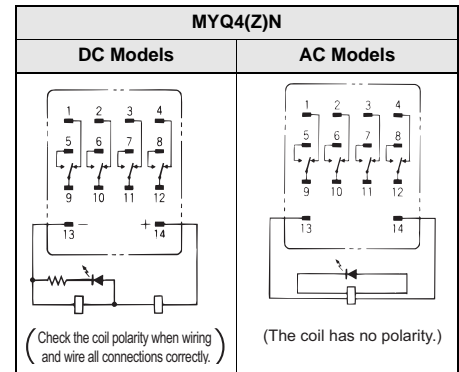 MYQ4(Z)N
DC Models
AC Models
1 2 3 4
5 6 7 8
9 10 11 12
13 − + 14
(Check the coil polarity when wiring
and wire all connections correctly.)
1 2 3 4
5 6 7 8
9 10 11 12
13 14
(The coil has no polarity.)